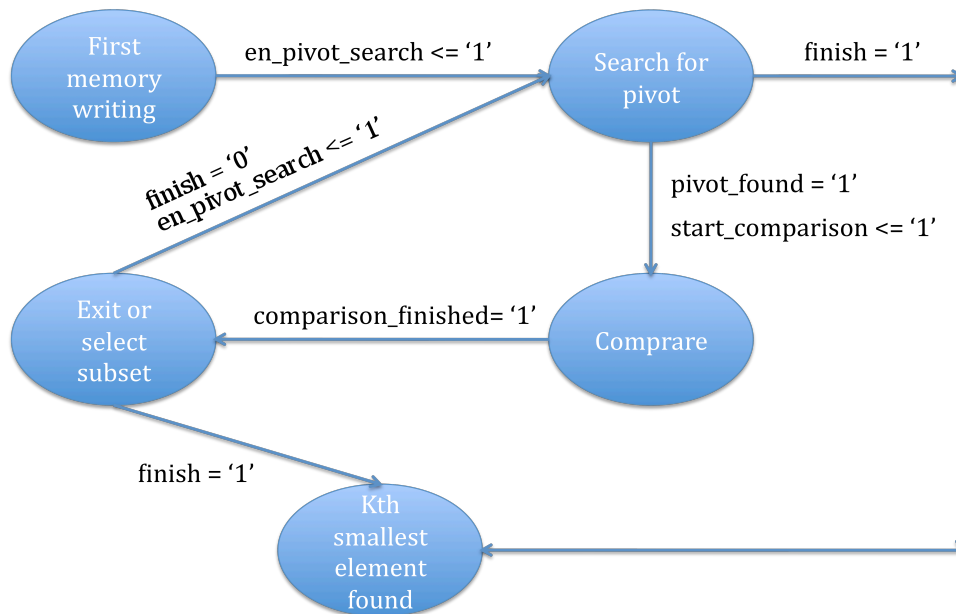 First
memory
writing
en_pivot_search <= ‘1’
Search for
pivot
finish = ‘1’
finish = ‘0’
en_pivot_search <= ‘1’
pivot_found = ‘1’
start_comparison <= ‘1’
Exit or
select
subset
comparison_finished= ‘1’
Comprare
finish = ‘1’
Kth
smallest
element
found